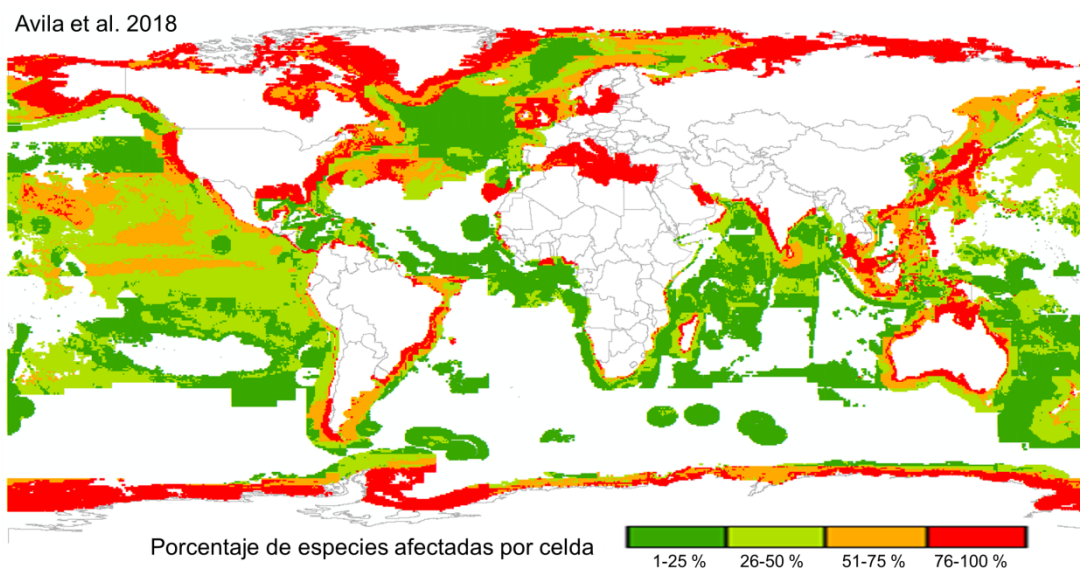 Avila et al. 2018
Porcentaje de especies afectadas por celda
1-25 %
26-50 %
51-75 %
76-100 %